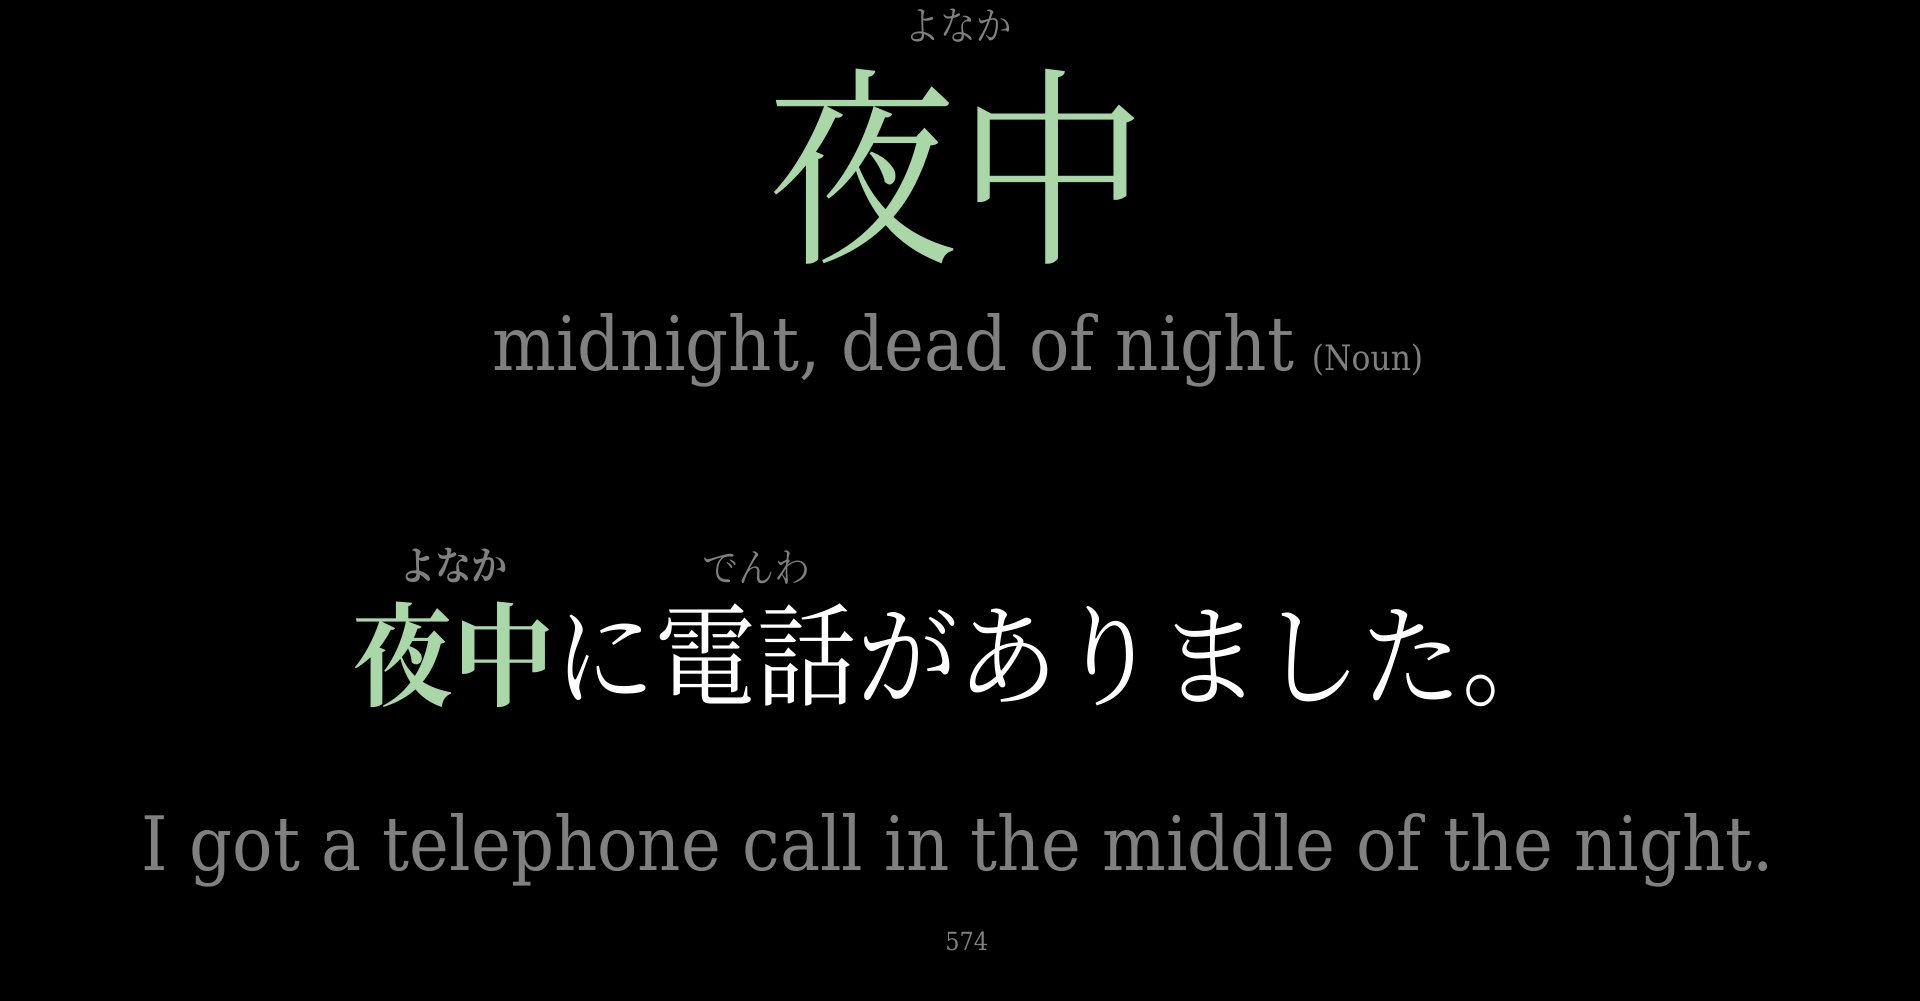 よなか
夜中
midnight, dead of night (Noun)
よなか でんわ
夜中に電話がありました。
I got a telephone call in the middle of the night.
574